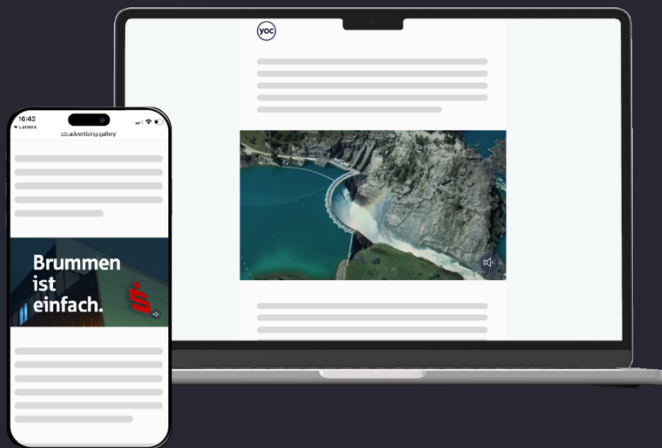 yoc
16:43
◂ Camera
cb.advertising.gallery
Brummen
ist
einfach.